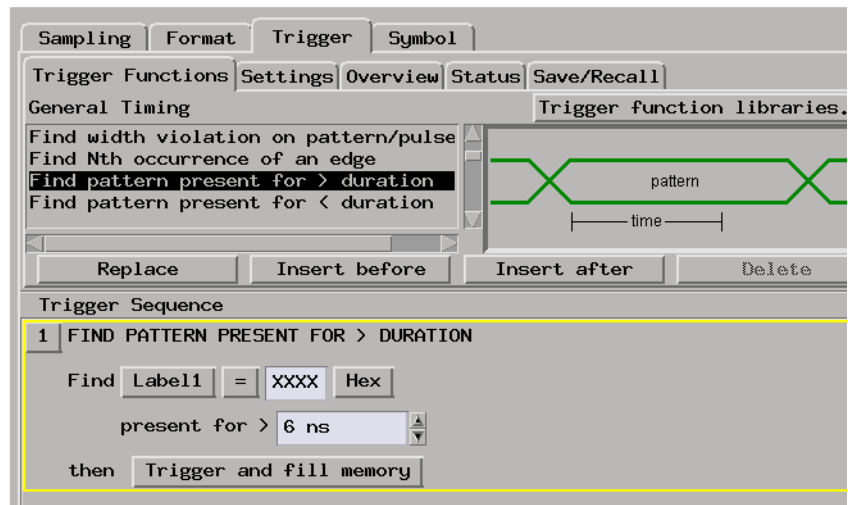 Sampling Format Trigger Symbol
Trigger Functions Settings Overview Status Save/Recall
General Timing Trigger function libraries.
Find width violation on pattern/pulse
Find Nth occurrence of an edge
Find pattern present for > duration
Find pattern present for < duration
pattern
time
Replace Insert before Insert after Delete
Trigger Sequence
1 FIND PATTERN PRESENT FOR > DURATION
Find Label1 = XXXX Hex
present for > 6 ns
then Trigger and fill memory